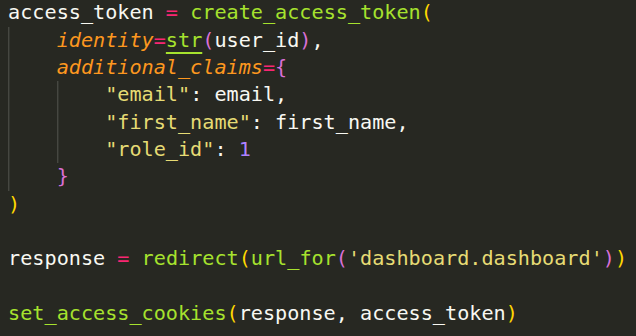 access_token = create_access_token(
    identity=str(user_id),
    additional_claims={
        "email": email,
        "first_name": first_name,
        "role_id": 1
    }
)
response = redirect(url_for('dashboard.dashboard'))
set_access_cookies(response, access_token)